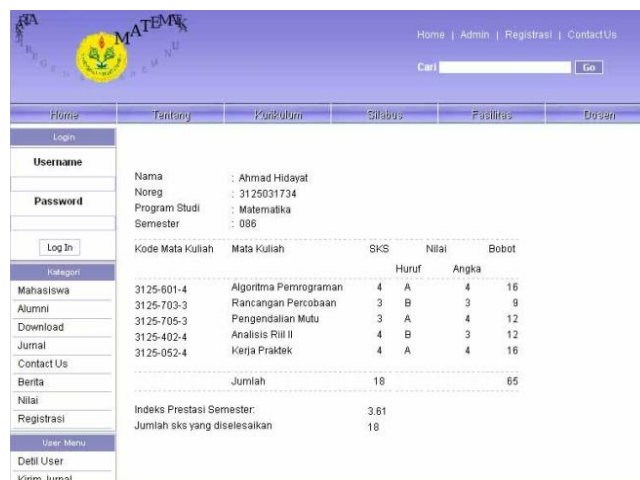 MATEMATIK
Home | Admin | Registrasi | Contact Us
Cari Go
Home Tentang Kurikulum Silabus Fasilitas Dosen
Login
Username
Password
Log In
Kategori
Mahasiswa
Alumni
Download
Jurnal
Contact Us
Berita
Nilai
Registrasi
User Menu
Detil User
Kirim Jurnal
Nama : Ahmad Hidayat
Noreg : 3125031734
Program Studi : Matematika
Semester : 086
Kode Mata Kuliah Mata Kuliah SKS Nilai Bobot
Huruf Angka
3125-601-4 Algoritma Pemrograman 4 A 4 16
3125-703-3 Rancangan Percobaan 3 B 3 9
3125-705-3 Pengendalian Mutu 3 A 4 12
3125-402-4 Analisis Riil II 4 B 3 12
3125-052-4 Kerja Praktek 4 A 4 16
Jumlah 18 65
Indeks Prestasi Semester: 3.61
Jumlah sks yang diselesaikan 18